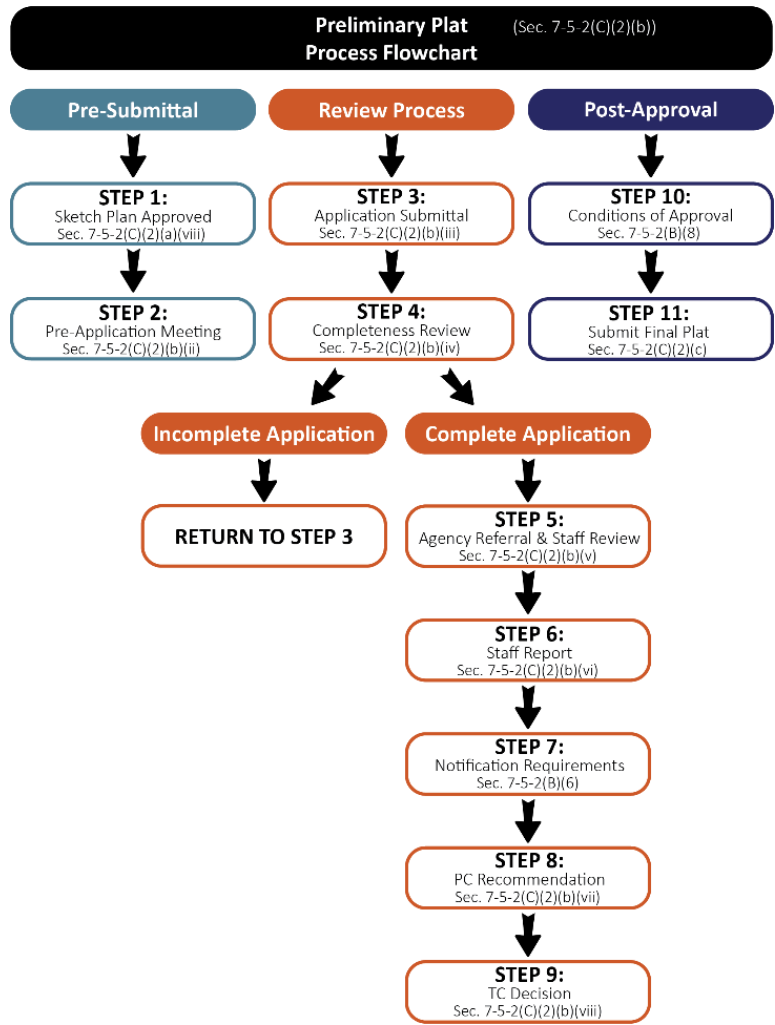 Preliminary Plat (Sec. 7-5-2(C)(2)(b))
Process Flowchart
Pre-Submittal
STEP 1:
Sketch Plan Approved
Sec. 7-5-2(C)(2)(a)(viii)
STEP 2:
Pre-Application Meeting
Sec. 7-5-2(C)(2)(b)(ii)
Review Process
STEP 3:
Application Submittal
Sec. 7-5-2(C)(2)(b)(iii)
STEP 4:
Completeness Review
Sec. 7-5-2(C)(2)(b)(iv)
Incomplete Application
RETURN TO STEP 3
Complete Application
STEP 5:
Agency Referral & Staff Review
Sec. 7-5-2(C)(2)(b)(v)
STEP 6:
Staff Report
Sec. 7-5-2(C)(2)(b)(vi)
STEP 7:
Notification Requirements
Sec. 7-5-2(B)(6)
STEP 8:
PC Recommendation
Sec. 7-5-2(C)(2)(b)(vii)
STEP 9:
TC Decision
Sec. 7-5-2(C)(2)(b)(viii)
Post-Approval
STEP 10:
Conditions of Approval
Sec. 7-5-2(B)(8)
STEP 11:
Submit Final Plat
Sec. 7-5-2(C)(2)(c)